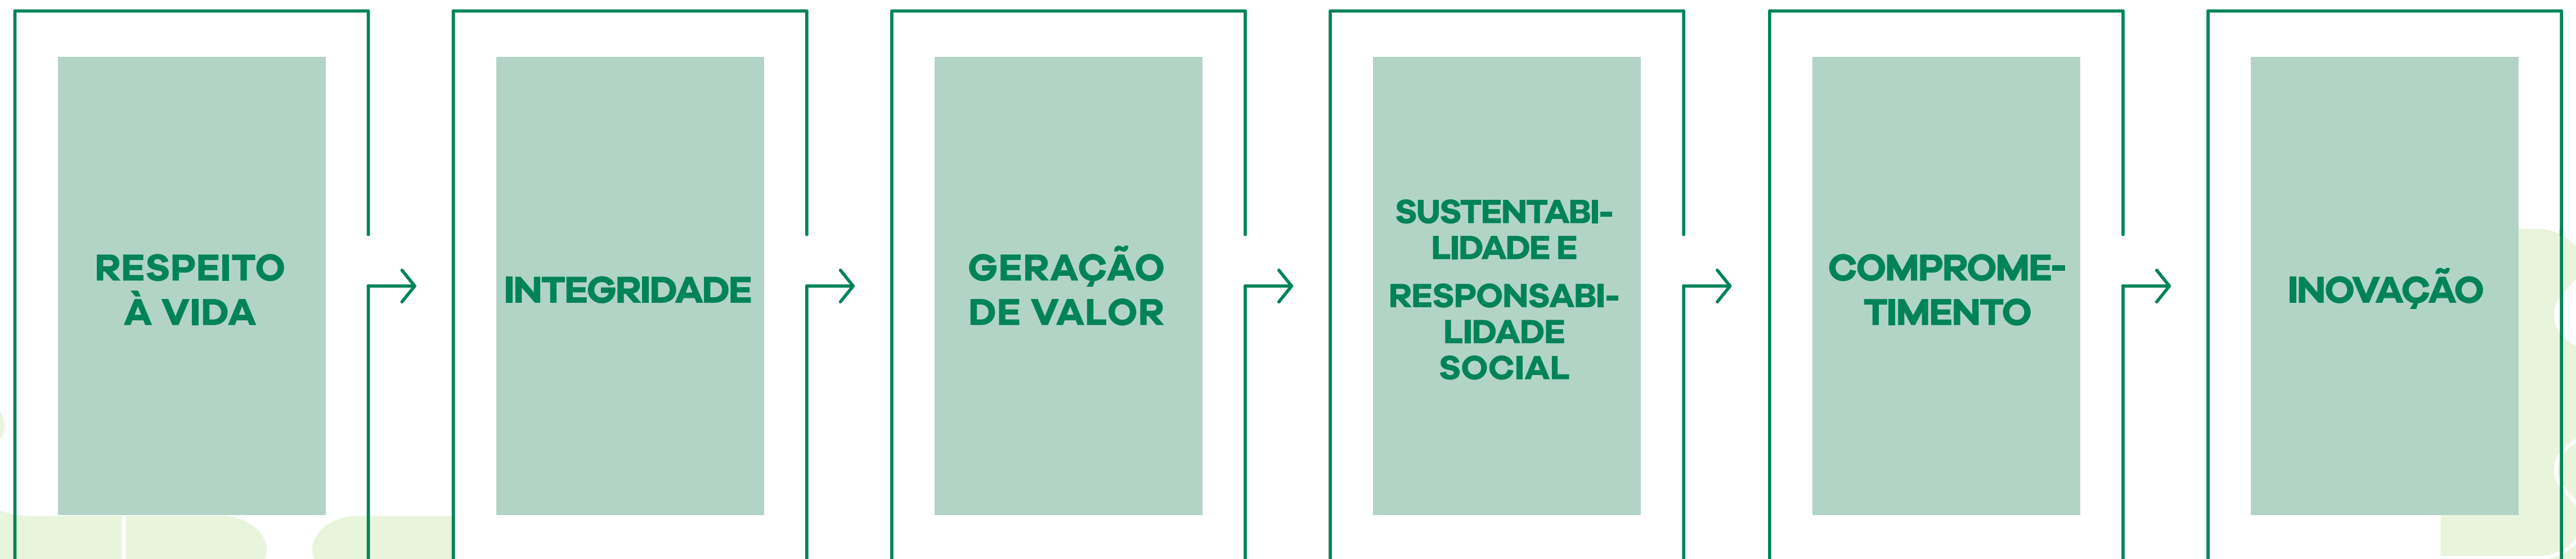 RESPEITO
À VIDA
INTEGRIDADE
GERAÇÃO
DE VALOR
SUSTENTABI-
LIDADE E
RESPONSABI-
LIDADE
SOCIAL
COMPROME-
TIMENTO
INOVAÇÃO